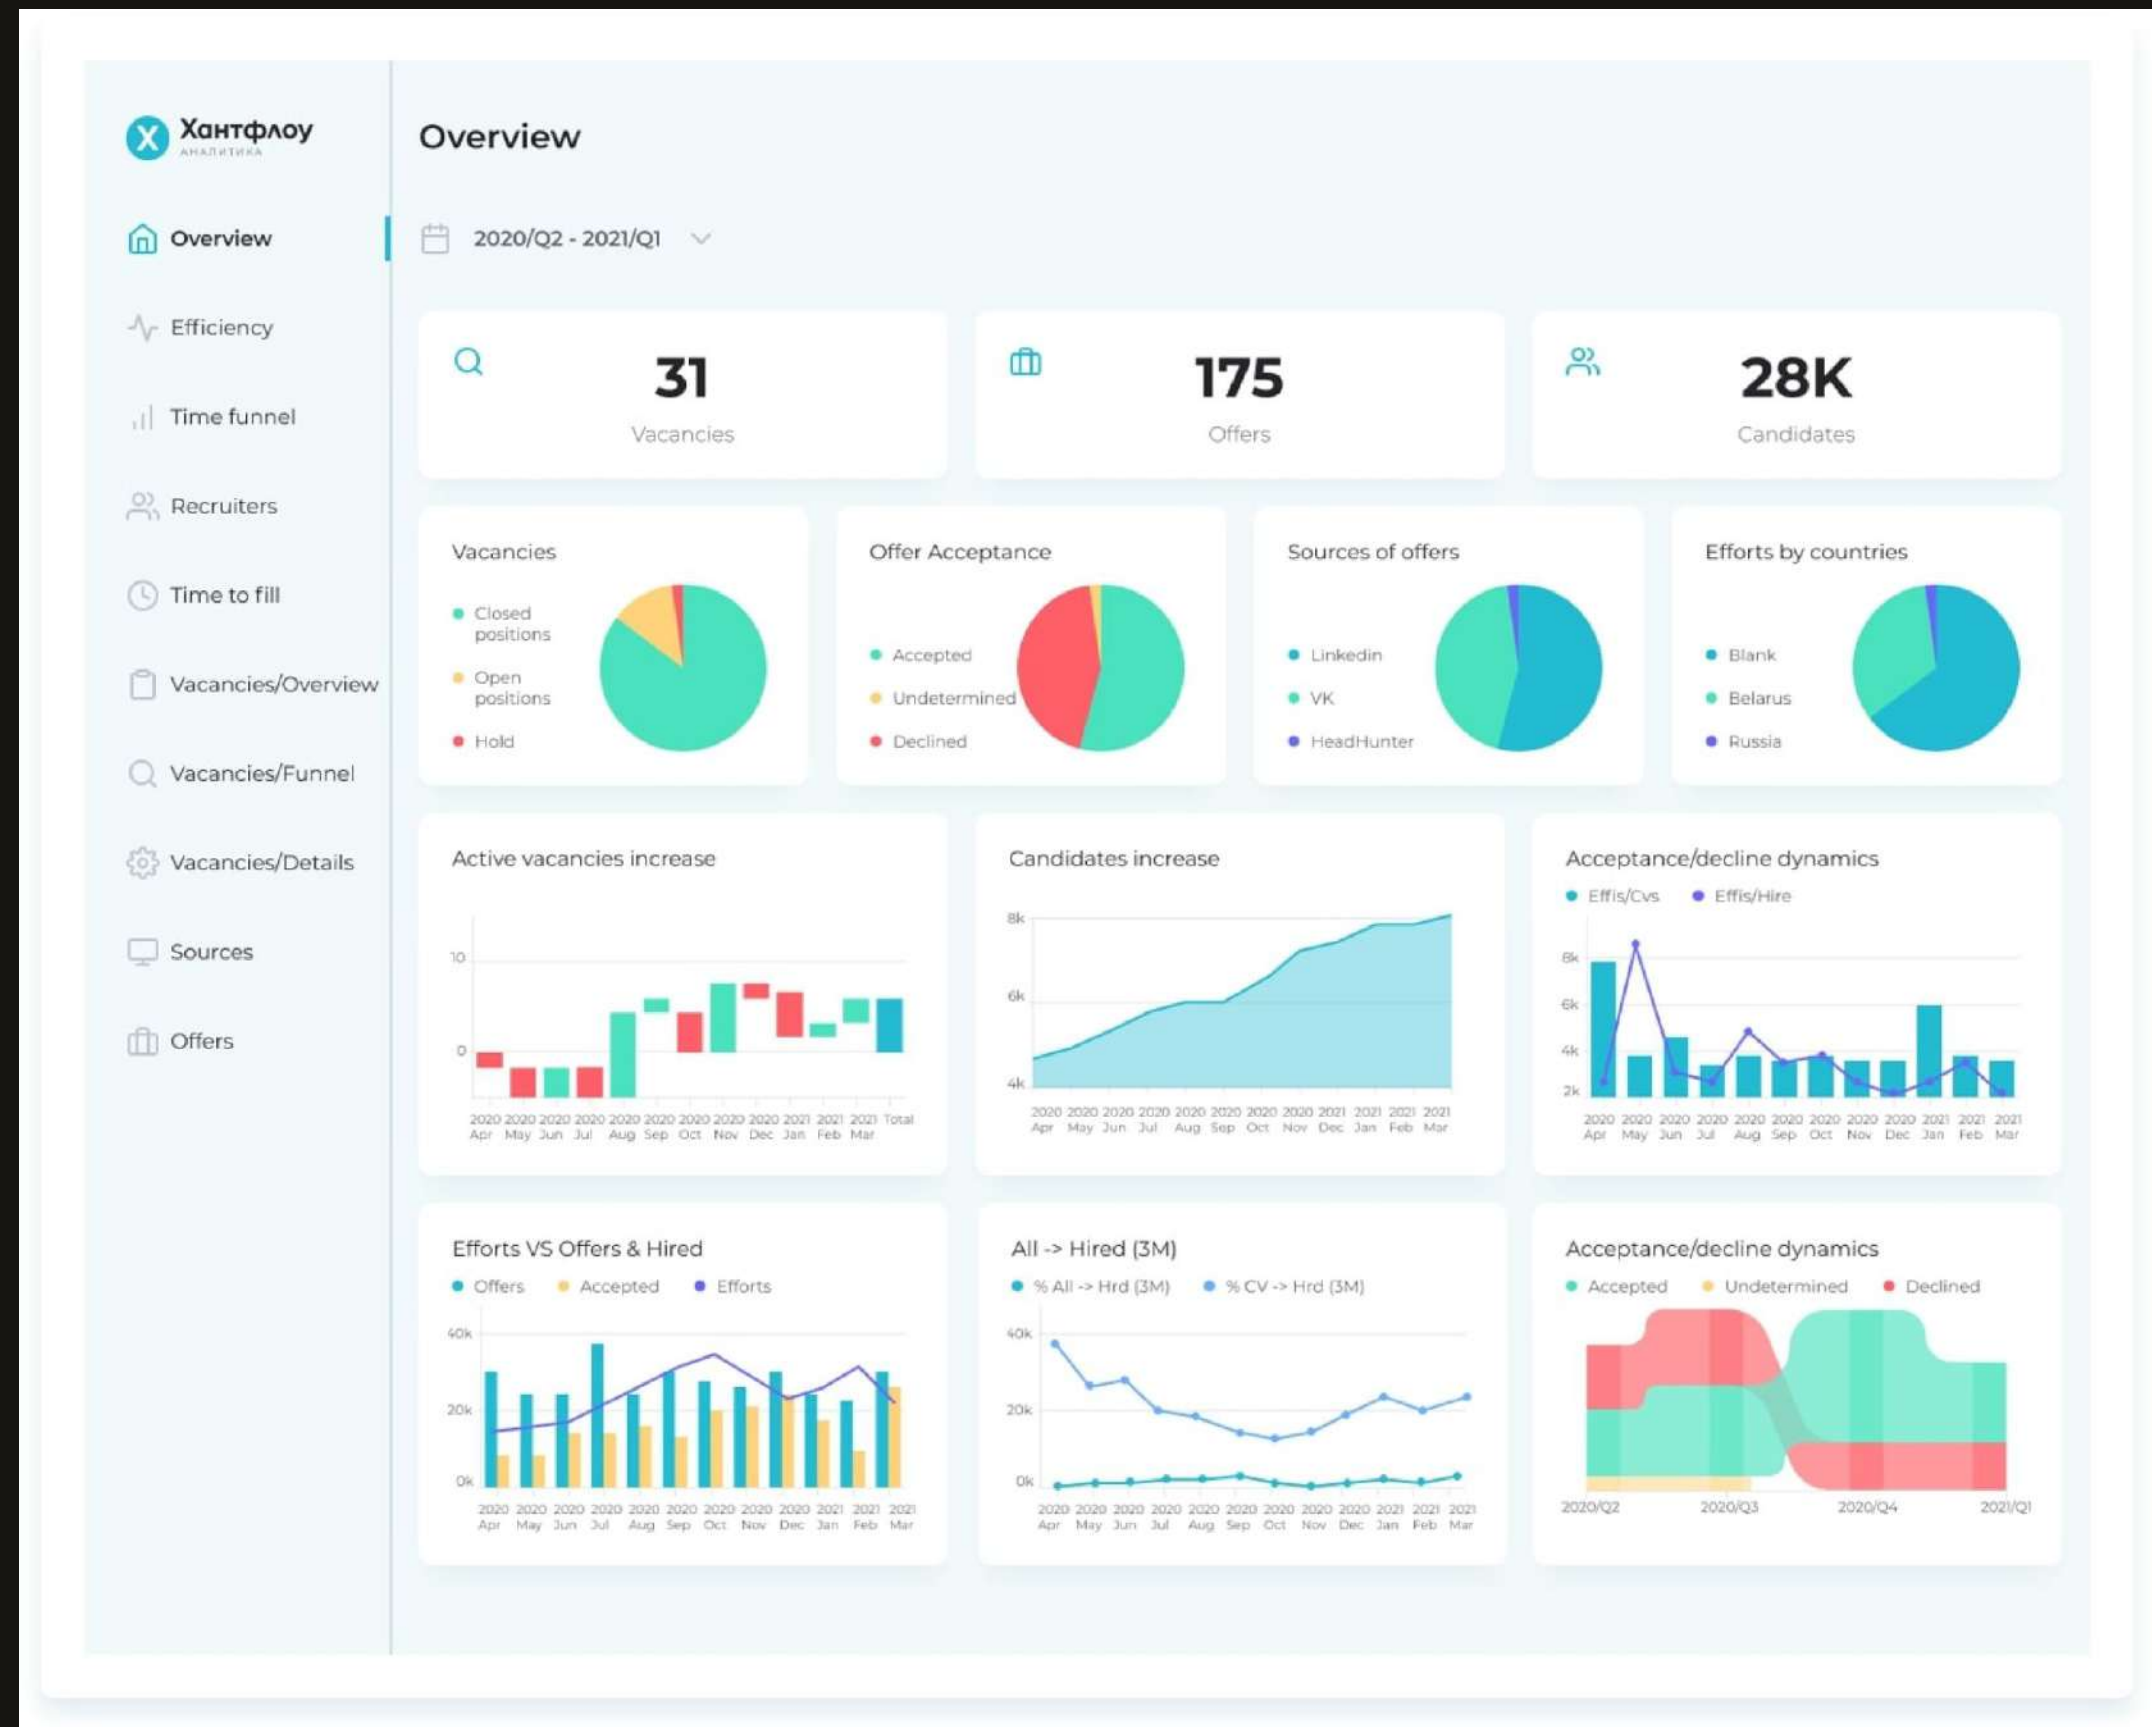 Хантфлоу
АНАЛИТИКА
Overview
Efficiency
Time funnel
Recruiters
Time to fill
Vacancies/Overview
Vacancies/Funnel
Vacancies/Details
Sources
Offers
Overview
2020/Q2 - 2021/Q1
31
Vacancies
175
Offers
28K
Candidates
Vacancies
Closed
positions
Open
positions
Hold
Offer Acceptance
Accepted
Undetermined
Declined
Sources of offers
Linkedin
VK
HeadHunter
Efforts by countries
Blank
Belarus
Russia
Active vacancies increase
10
0
2020 2020 2020 2020 2020 2020 2020 2020 2020 2021 2021 2021 Total
Apr May Jun Jul Aug Sep Oct Nov Dec Jan Feb Mar
Candidates increase
8k
6k
4k
2020 2020 2020 2020 2020 2020 2020 2020 2021 2021 2021 2021
Apr May Jun Jul Aug Sep Oct Nov Dec Jan Feb Mar
Acceptance/decline dynamics
Effis/Cvs Effis/Hire
8k
6k
4k
2k
2020 2020 2020 2020 2020 2020 2020 2020 2020 2021 2021 2021
Apr May Jun Jul Aug Sep Oct Nov Dec Jan Feb Mar
Efforts VS Offers & Hired
Offers Accepted Efforts
40k
20k
0k
2020 2020 2020 2020 2020 2020 2020 2020 2020 2021 2021 2021
Apr May Jun Jul Aug Sep Oct Nov Dec Jan Feb Mar
All -> Hired (3M)
% All -> Hrd (3M) % CV -> Hrd (3M)
40k
20k
0k
2020 2020 2020 2020 2020 2020 2020 2020 2020 2021 2021 2021
Apr May Jun Jul Aug Sep Oct Nov Dec Jan Feb Mar
Acceptance/decline dynamics
Accepted Undetermined Declined
2020/Q2 2020/Q3 2020/Q4 2021/Q1